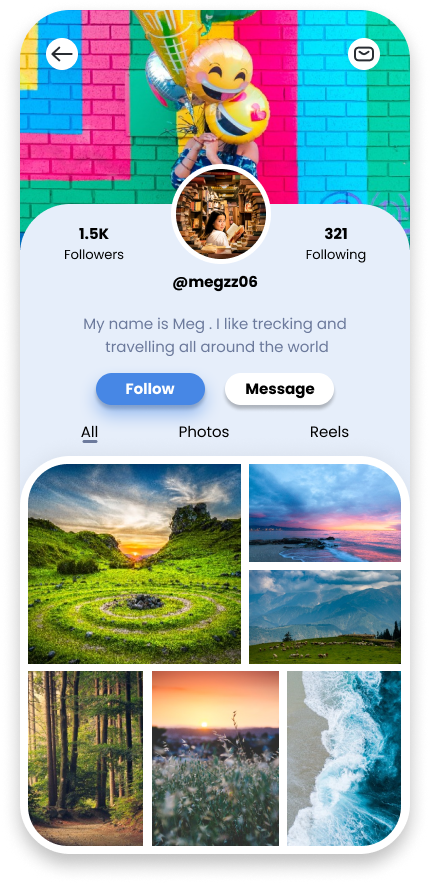 1.5K
Followers
321
Following
@megzz06
My name is Meg . I like trecking and
travelling all around the world
Follow
Message
All
Photos
Reels